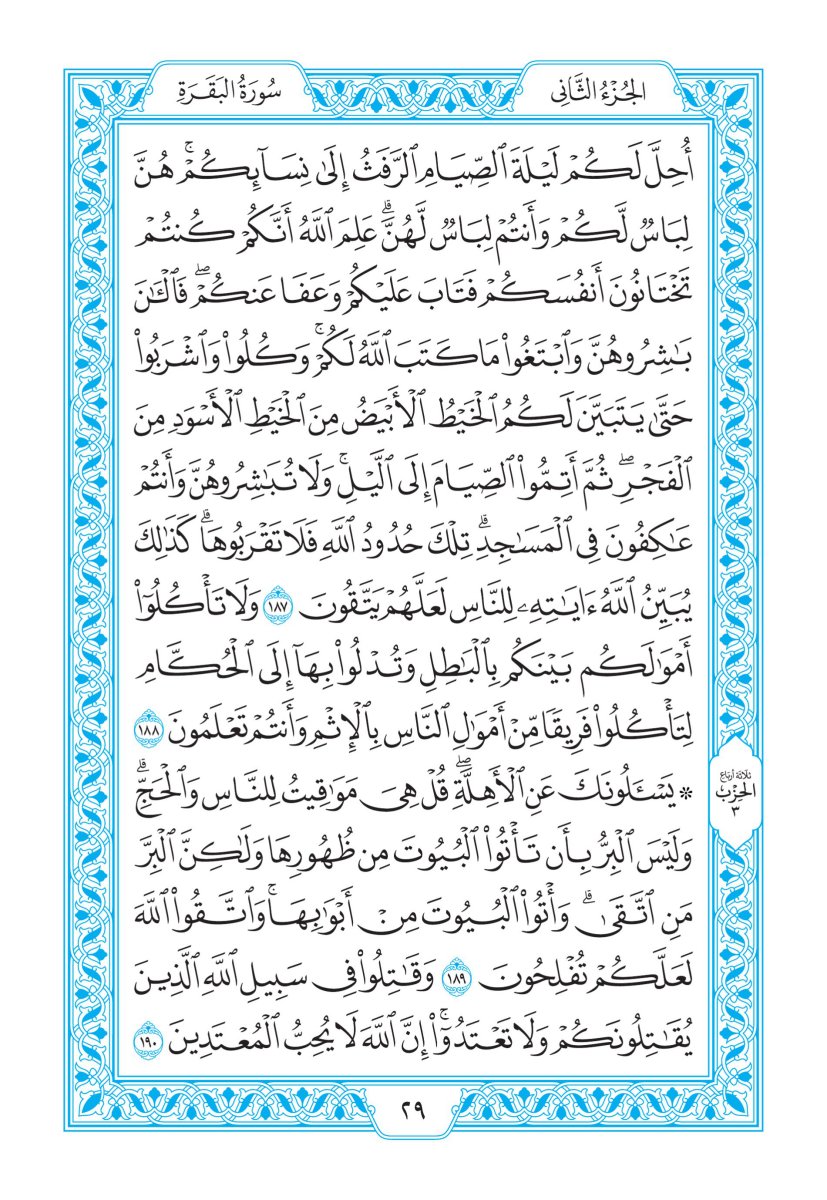 الجُزْءُ الثَّانِي
سُورَةُ البَقَرَةِ
أُحِلَّ لَكُمۡ لَيۡلَةَ ٱلصِّيَامِ ٱلرَّفَثُ إِلَىٰ نِسَآئِكُمۡۚ هُنَّ
لِبَاسٞ لَّكُمۡ وَأَنتُمۡ لِبَاسٞ لَّهُنَّۗ عَلِمَ ٱللَّهُ أَنَّكُمۡ كُنتُمۡ
تَخۡتَانُونَ أَنفُسَكُمۡ فَتَابَ عَلَيۡكُمۡ وَعَفَا عَنكُمۡۖ فَٱلۡـَٰٔنَ
بَٰشِرُوهُنَّ وَٱبۡتَغُواْ مَا كَتَبَ ٱللَّهُ لَكُمۡۚ وَكُلُواْ وَٱشۡرَبُواْ
حَتَّىٰ يَتَبَيَّنَ لَكُمُ ٱلۡخَيۡطُ ٱلۡأَبۡيَضُ مِنَ ٱلۡخَيۡطِ ٱلۡأَسۡوَدِ مِنَ
ٱلۡفَجۡرِۖ ثُمَّ أَتِمُّواْ ٱلصِّيَامَ إِلَى ٱلَّيۡلِۚ وَلَا تُبَٰشِرُوهُنَّ وَأَنتُمۡ
عَٰكِفُونَ فِي ٱلۡمَسَٰجِدِۗ تِلۡكَ حُدُودُ ٱللَّهِ فَلَا تَقۡرَبُوهَاۗ كَذَٰلِكَ
يُبَيِّنُ ٱللَّهُ ءَايَٰتِهِۦ لِلنَّاسِ لَعَلَّهُمۡ يَتَّقُونَ ١٨٧ وَلَا تَأۡكُلُوٓاْ
أَمۡوَٰلَكُم بَيۡنَكُم بِٱلۡبَٰطِلِ وَتُدۡلُواْ بِهَآ إِلَى ٱلۡحُكَّامِ
لِتَأۡكُلُواْ فَرِيقٗا مِّنۡ أَمۡوَٰلِ ٱلنَّاسِ بِٱلۡإِثۡمِ وَأَنتُمۡ تَعۡلَمُونَ ١٨٨
* يَسۡـَٔلُونَكَ عَنِ ٱلۡأَهِلَّةِۖ قُلۡ هِيَ مَوَٰقِيتُ لِلنَّاسِ وَٱلۡحَجِّۗ
وَلَيۡسَ ٱلۡبِرُّ بِأَن تَأۡتُواْ ٱلۡبُيُوتَ مِن ظُهُورِهَا وَلَٰكِنَّ ٱلۡبِرَّ
مَنِ ٱتَّقَىٰۗ وَأۡتُواْ ٱلۡبُيُوتَ مِنۡ أَبۡوَٰبِهَاۚ وَٱتَّقُواْ ٱللَّهَ
لَعَلَّكُمۡ تُفۡلِحُونَ ١٨٩ وَقَٰتِلُواْ فِي سَبِيلِ ٱللَّهِ ٱلَّذِينَ
يُقَٰتِلُونَكُمۡ وَلَا تَعۡتَدُوٓاْۚ إِنَّ ٱللَّهَ لَا يُحِبُّ ٱلۡمُعۡتَدِينَ ١٩٠
ثلاثة أرباع
الحِزْب
٣
٢٩